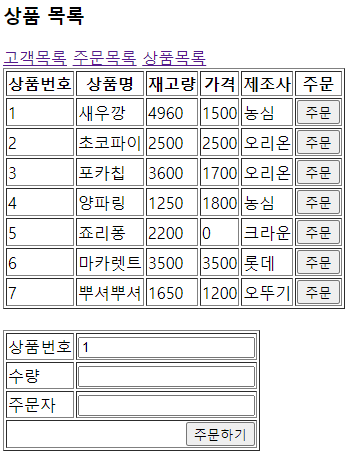 상품 목록
고객목록 주문목록 상품목록
상품번호 상품명 재고량 가격 제조사 주문
1 새우깡 4960 1500 농심 주문
2 초코파이 2500 2500 오리온 주문
3 포카칩 3600 1700 오리온 주문
4 양파링 1250 1800 농심 주문
5 죠리퐁 2200 0 크라운 주문
6 마카렛트 3500 3500 롯데 주문
7 뿌셔뿌셔 1650 1200 오뚜기 주문
상품번호 1
수량
주문자
주문하기